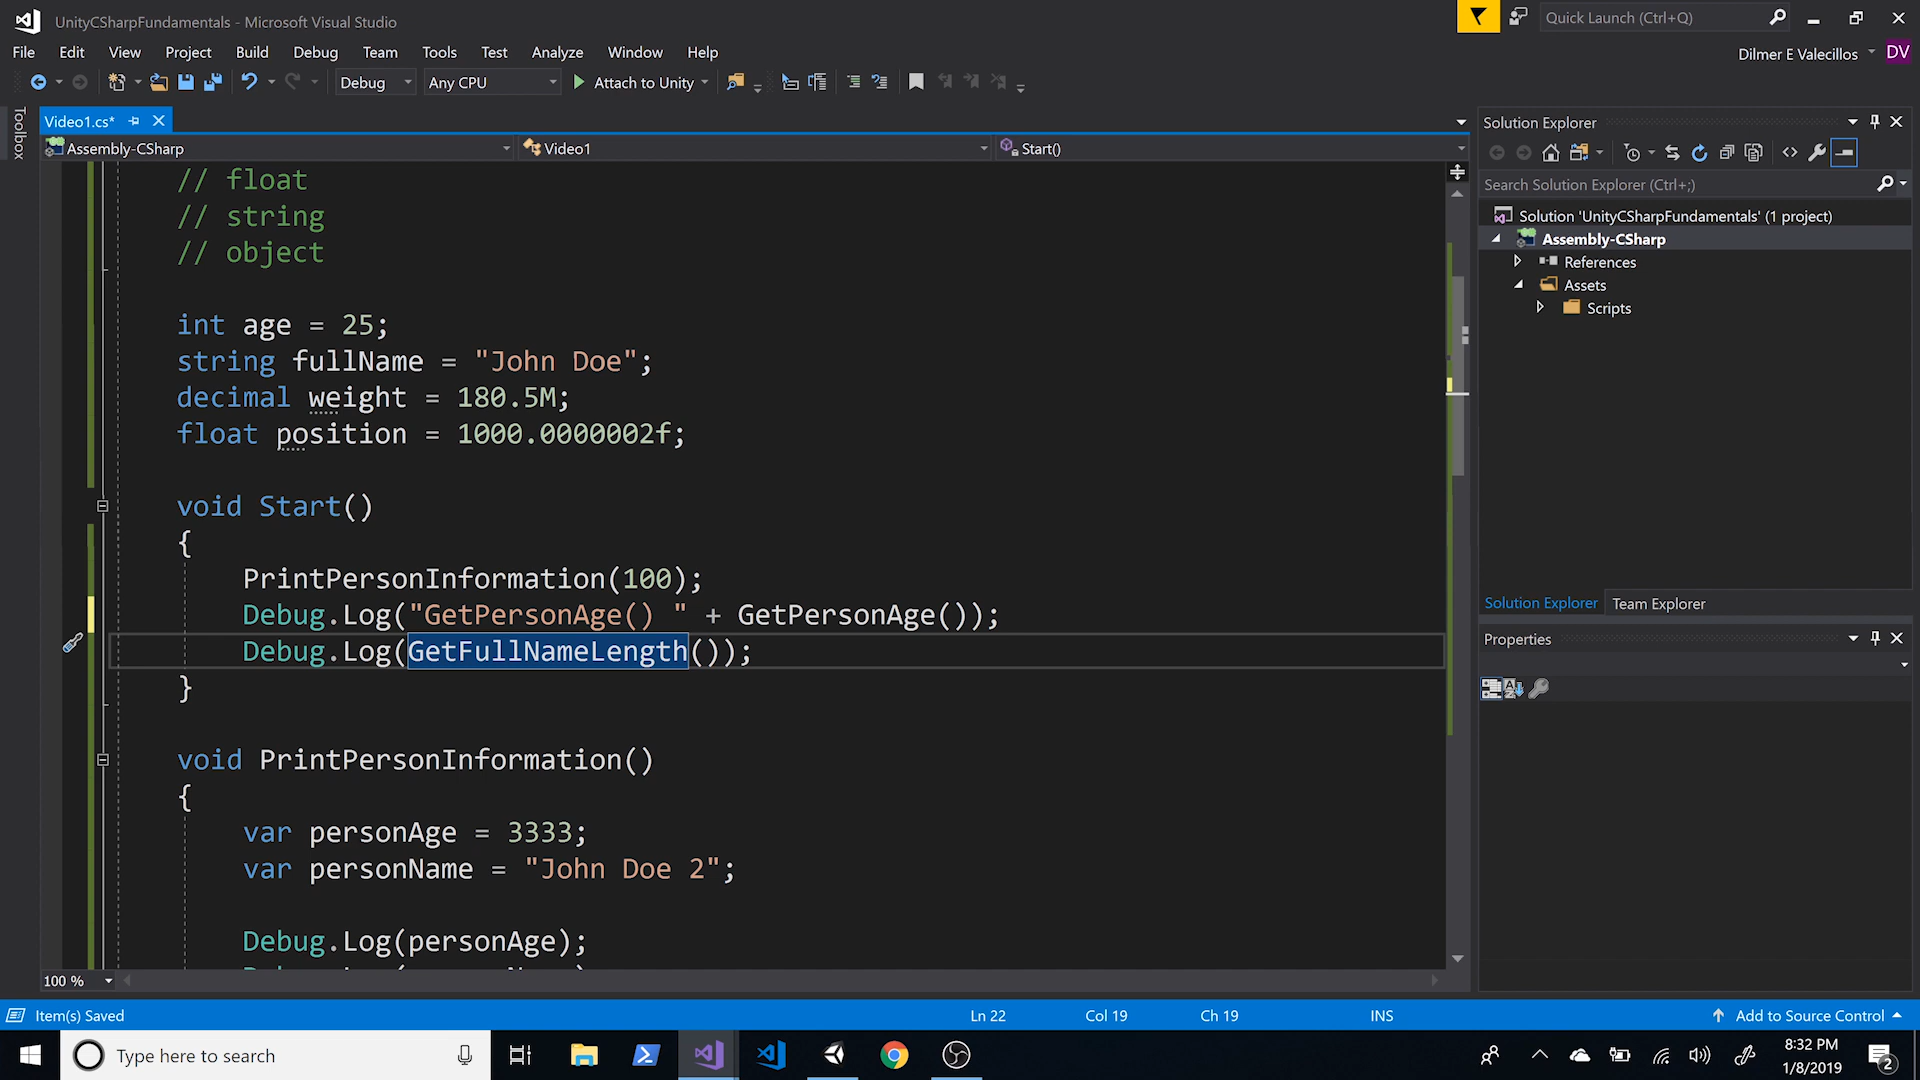 UnityCSharpFundamentals - Microsoft Visual Studio
Quick Launch (Ctrl+Q)
File Edit View Project Build Debug Team Tools Test Analyze Window Help
Dilmer E Valecillos DV
Debug Any CPU Attach to Unity
Toolbox
Video1.cs*
Assembly-CSharp Video1 Start()
// float
// string
// object
int age = 25;
string fullName = "John Doe";
decimal weight = 180.5M;
float position = 1000.0000002f;
void Start()
{
PrintPersonInformation(100);
Debug.Log("GetPersonAge() " + GetPersonAge());
Debug.Log(GetFullNameLength());
}
void PrintPersonInformation()
{
var personAge = 3333;
var personName = "John Doe 2";
Debug.Log(personAge);
100 %
Solution Explorer
Search Solution Explorer (Ctrl+;)
Solution 'UnityCSharpFundamentals' (1 project)
Assembly-CSharp
References
Assets
Scripts
Solution Explorer Team Explorer
Properties
Item(s) Saved
Ln 22 Col 19 Ch 19 INS
Add to Source Control
Type here to search
8:32 PM
1/8/2019
2